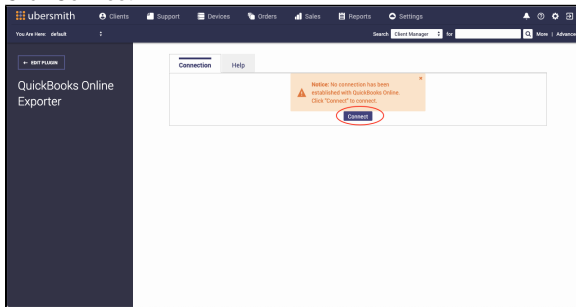 ubersmith
Clients
Support
Devices
Orders
Sales
Reports
Settings
You Are Here: default
Search
Client Manager
for
More | Advance
← EDIT PLUGIN
QuickBooks Online
Exporter
Connection
Help
Notice: No connection has been
established with QuickBooks Online.
Click "Connect" to connect.
Connect